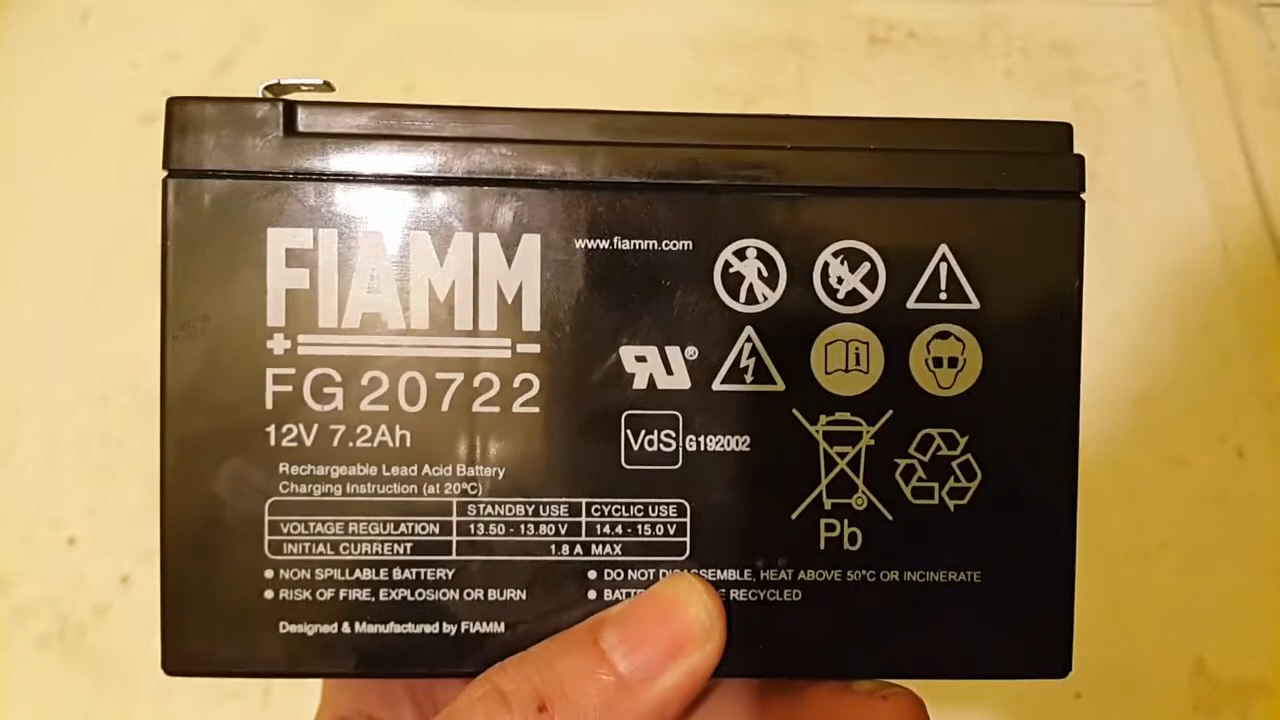 FIAMM
+ -
FG 20722
12V 7.2Ah
Rechargeable Lead Acid Battery
Charging Instruction (at 20°C)
STANDBY USE CYCLIC USE
VOLTAGE REGULATION 13.50 - 13.80 V 14.4 - 15.0 V
INITIAL CURRENT 1.8 A MAX
NON SPILLABLE BATTERY
RISK OF FIRE, EXPLOSION OR BURN
Designed & Manufactured by FIAMM
www.fiamm.com
RU®
VdS G192002
Pb
DO NOT DISASSEMBLE, HEAT ABOVE 50°C OR INCINERATE
RECYCLED